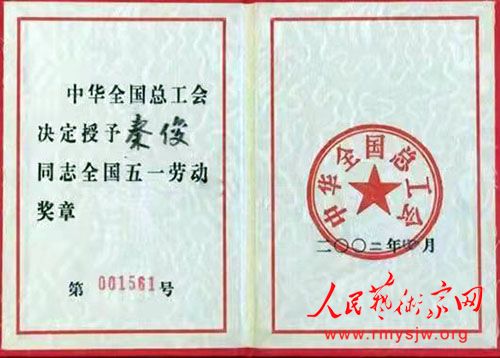 中华全国总工会
决定授予秦俊
同志全国五一劳动
奖章
第 001561 号
中华全国总工会
二〇〇二年 月
人民艺术家网
www.rmysjw.org